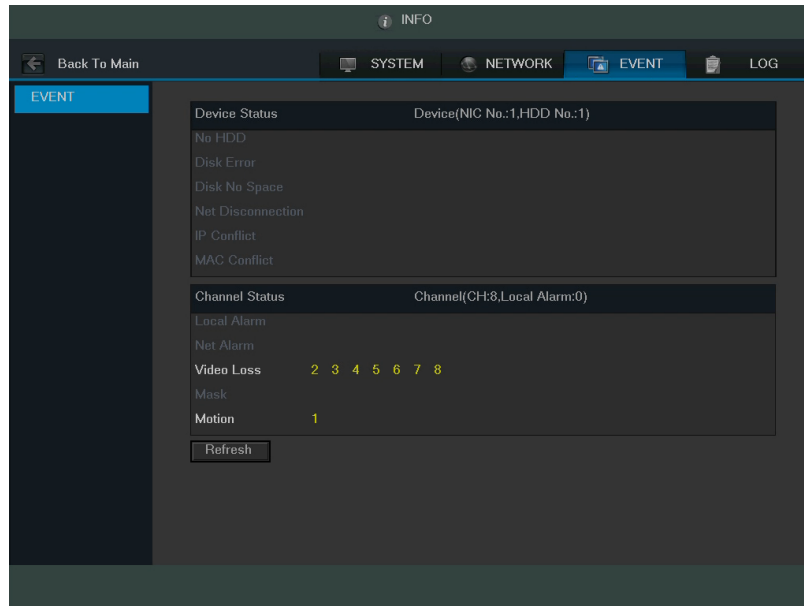 INFO
Back To Main SYSTEM NETWORK EVENT LOG
EVENT
Device Status Device(NIC No.:1,HDD No.:1)
No HDD
Disk Error
Disk No Space
Net Disconnection
IP Conflict
MAC Conflict
Channel Status Channel(CH:8,Local Alarm:0)
Local Alarm
Net Alarm
Video Loss 2 3 4 5 6 7 8
Mask
Motion 1
Refresh